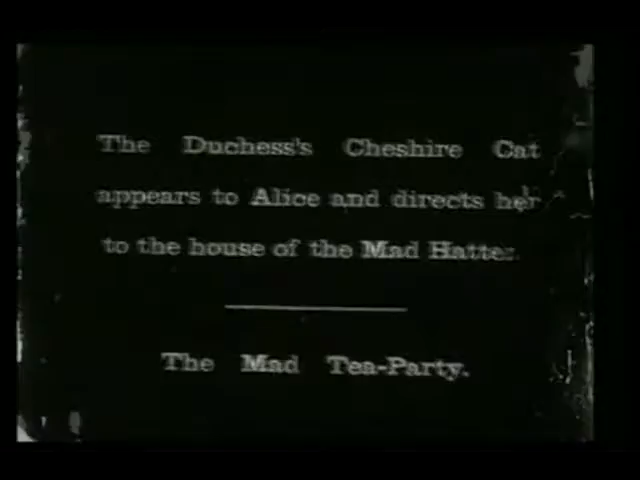 The Duchess's Cheshire Cat
appears to Alice and directs her
to the house of the Mad Hatter.
The Mad Tea-Party.